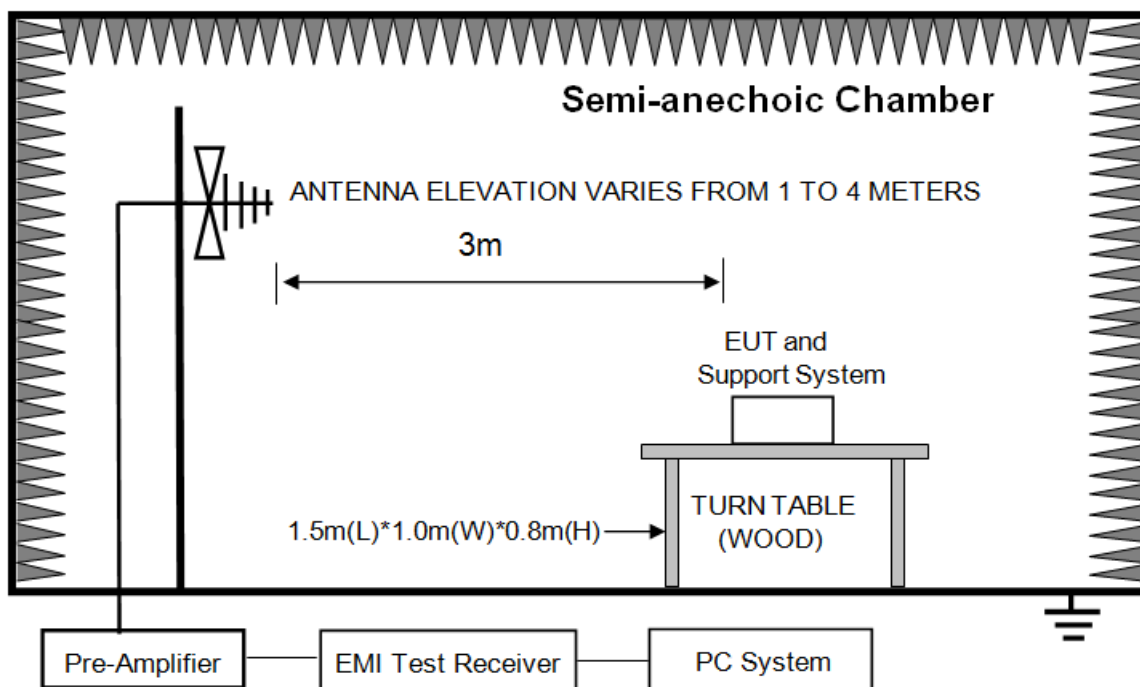 Semi-anechoic Chamber
ANTENNA ELEVATION VARIES FROM 1 TO 4 METERS
3m
EUT and
Support System
1.5m(L)*1.0m(W)*0.8m(H)
TURN TABLE
(WOOD)
Pre-Amplifier
EMI Test Receiver
PC System